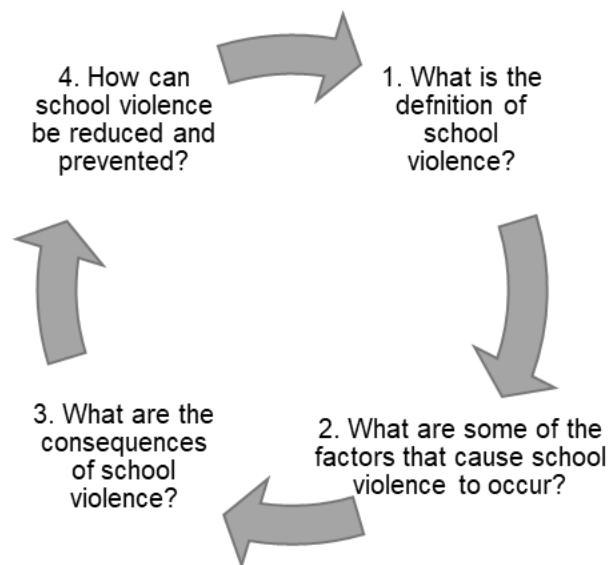 1. What is the
defnition of
school
violence?
2. What are some of the
factors that cause school
violence to occur?
3. What are the
consequences
of school
violence?
4. How can
school violence
be reduced and
prevented?